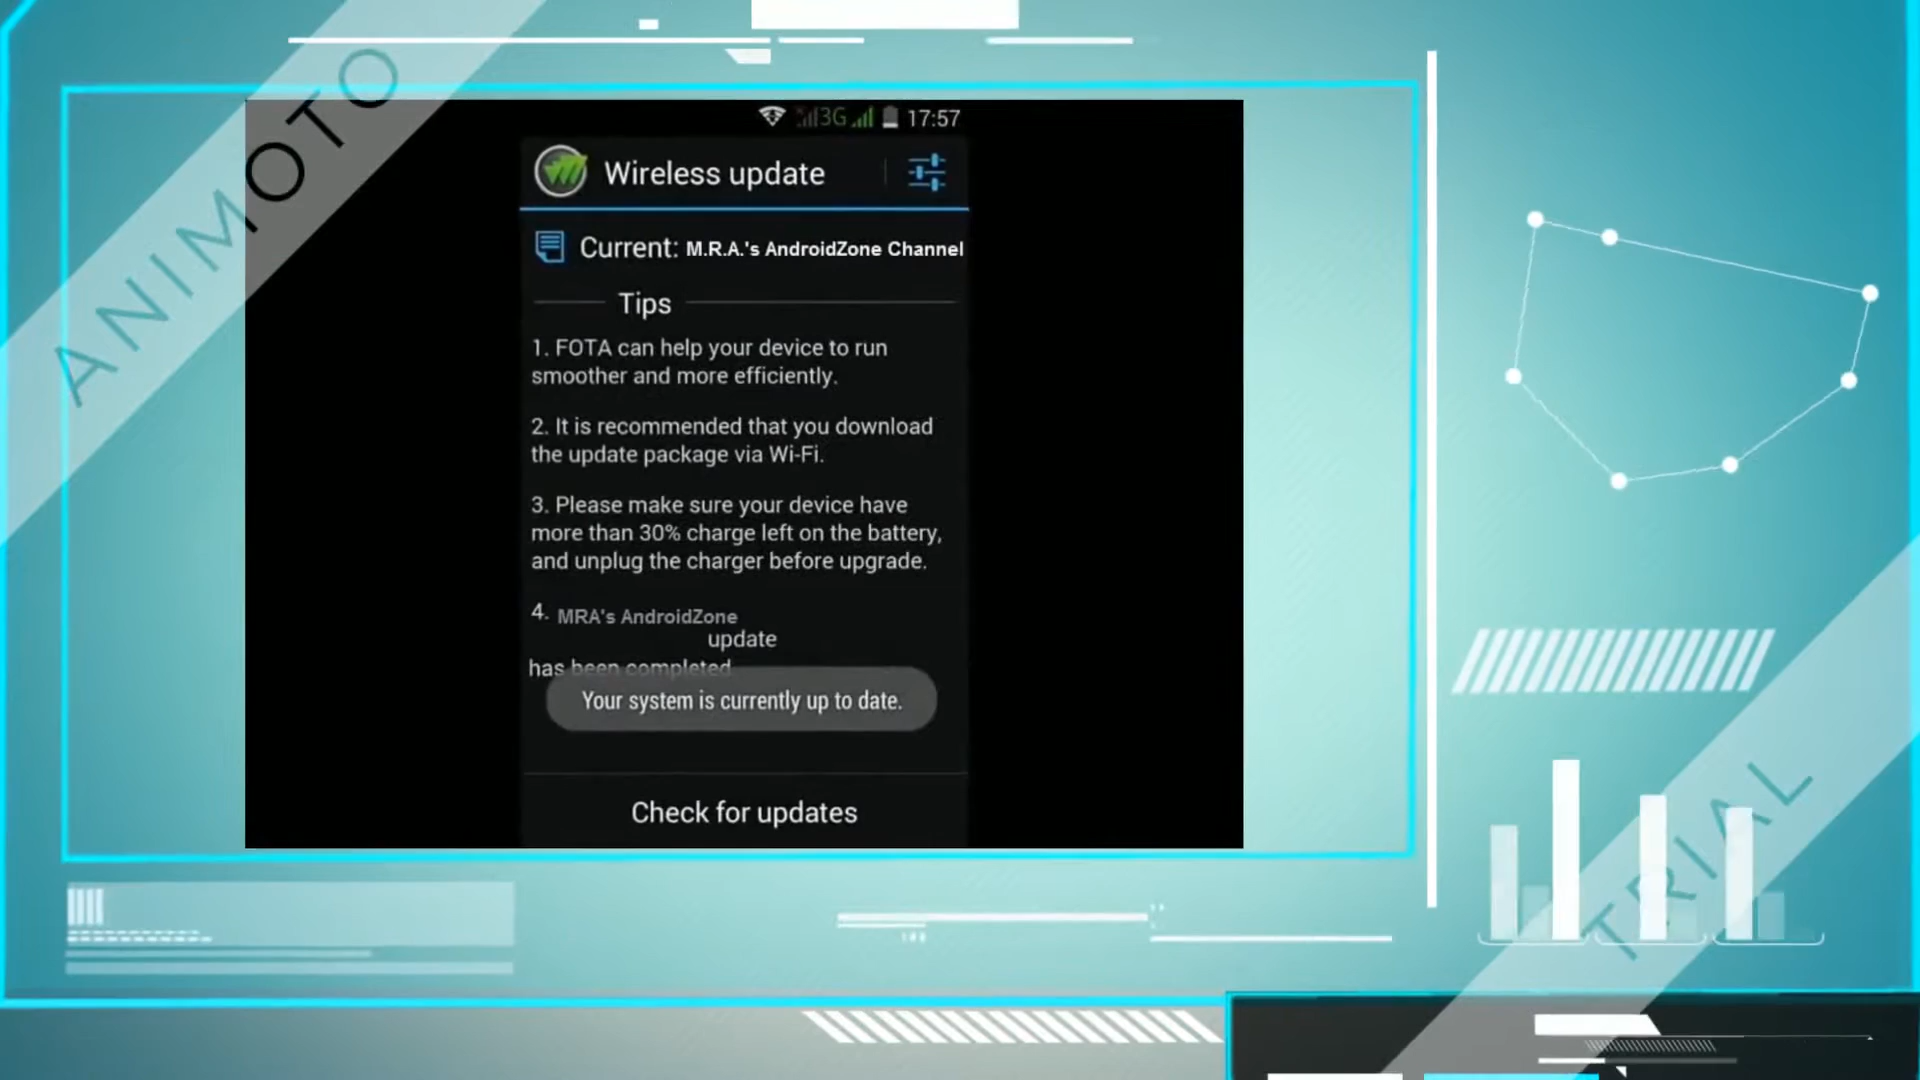 ANIMOTO
3G 17:57
Wireless update
Current: M.R.A.'s AndroidZone Channel
Tips
1. FOTA can help your device to run
smoother and more efficiently.
2. It is recommended that you download
the update package via Wi-Fi.
3. Please make sure your device have
more than 30% charge left on the battery,
and unplug the charger before upgrade.
4. MRA's AndroidZone
update
has been completed
Your system is currently up to date.
Check for updates
TRIAL